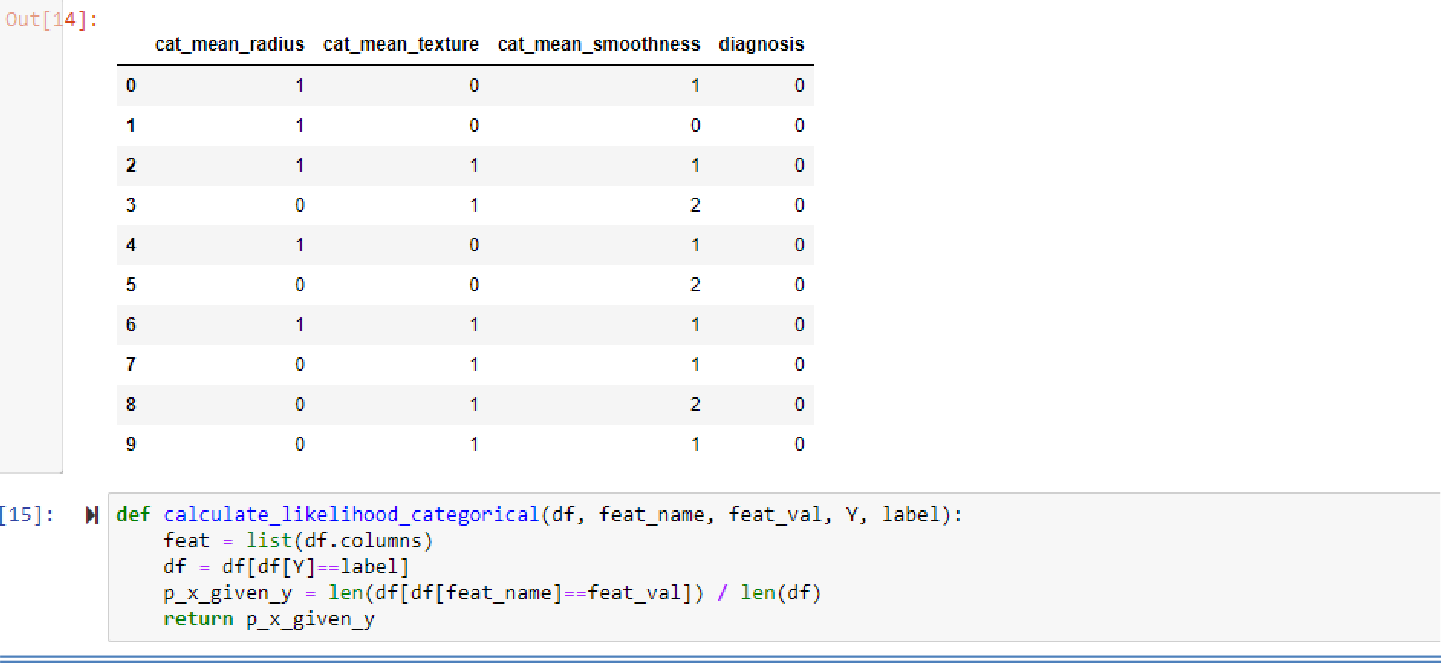 Out[14]:
cat_mean_radius cat_mean_texture cat_mean_smoothness diagnosis
0 1 0 1 0
1 1 0 0 0
2 1 1 1 0
3 0 1 2 0
4 1 0 1 0
5 0 0 2 0
6 1 1 1 0
7 0 1 1 0
8 0 1 2 0
9 0 1 1 0
[15]: def calculate_likelihood_categorical(df, feat_name, feat_val, Y, label):
feat = list(df.columns)
df = df[df[Y]==label]
p_x_given_y = len(df[df[feat_name]==feat_val]) / len(df)
return p_x_given_y